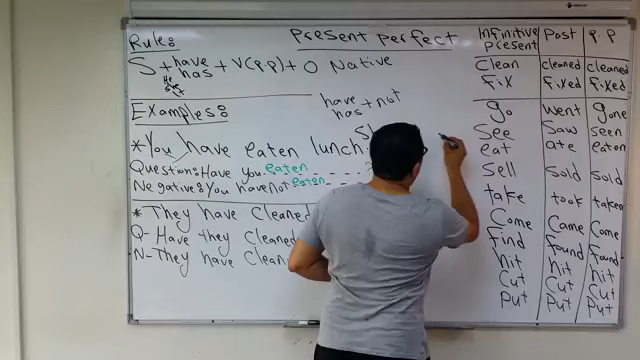 Rule: Present perfect
S + have has + V(P.P) + O Native
He
She
It
have
has + not
Examples:
*You have eaten lunch.
Question: Have you eaten
Negative: You have not eaten
* They have cleaned
Q- Have they cleaned
N- They have clean
Infinitive present Past P.P
Clean cleaned cleaned
fix fixed fixed
go went gone
See Saw seen
eat ate eaten
Sell Sold sold
take took taken
Come Came Come
find found found
hit hit hit
Cut Cut Cut
Put Put Put